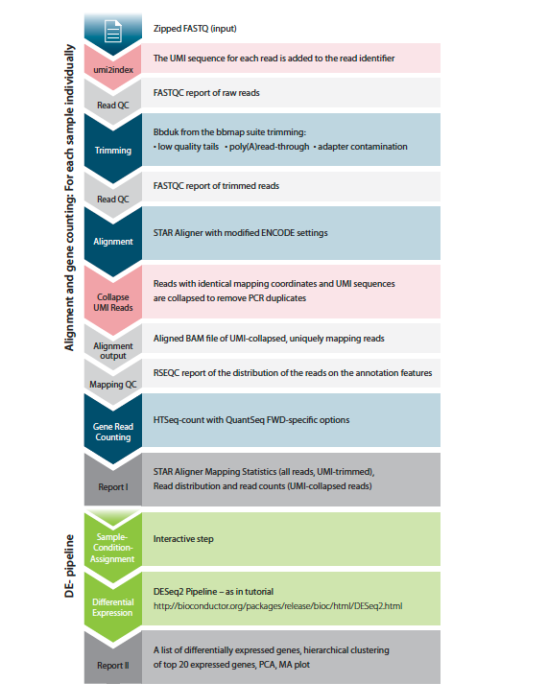 Alignment and gene counting: For each sample individually
Zipped FASTQ (input)
umi2index
The UMI sequence for each read is added to the read identifier
Read QC
FASTQC report of raw reads
Trimming
Bbduk from the bbmap suite trimming:
• low quality tails • poly(A)read-through • adapter contamination
Read QC
FASTQC report of trimmed reads
Alignment
STAR Aligner with modified ENCODE settings
Collapse
UMI Reads
Reads with identical mapping coordinates and UMI sequences
are collapsed to remove PCR duplicates
Alignment
output
Aligned BAM file of UMI-collapsed, uniquely mapping reads
Mapping QC
RSEQC report of the distribution of the reads on the annotation features
Gene Read
Counting
HTSeq-count with QuantSeq FWD-specific options
Report I
STAR Aligner Mapping Statistics (all reads, UMI-trimmed),
Read distribution and read counts (UMI-collapsed reads)
DE- pipeline
Sample-
Condition-
Assignment
Interactive step
Differential
Expression
DESeq2 Pipeline – as in tutorial
http://bioconductor.org/packages/release/bioc/html/DESeq2.html
Report II
A list of differentially expressed genes, hierarchical clustering
of top 20 expressed genes, PCA, MA plot